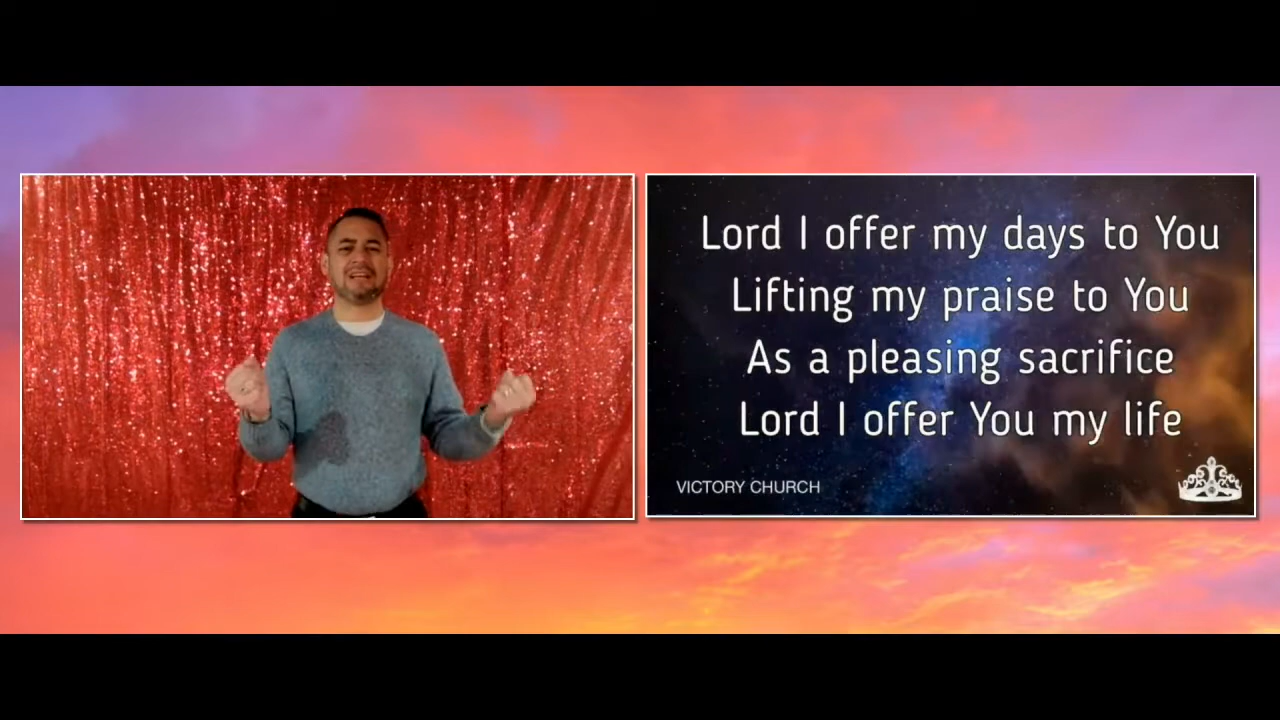 Lord I offer my days to You
Lifting my praise to You
As a pleasing sacrifice
Lord I offer You my life
VICTORY CHURCH